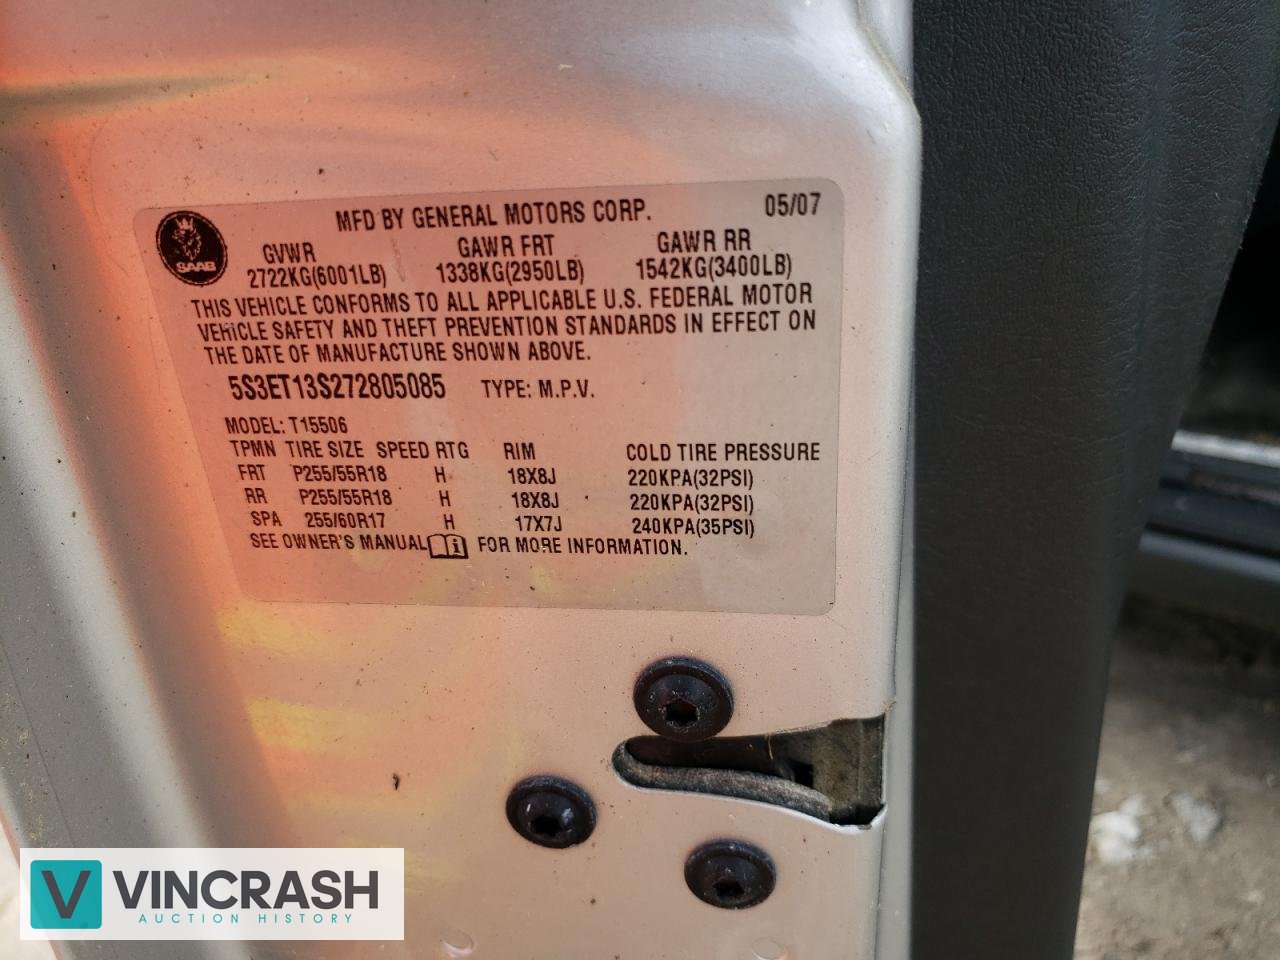 MFD BY GENERAL MOTORS CORP. 05/07
SAAB
GVWR GAWR FRT GAWR RR
2722KG(6001LB) 1338KG(2950LB) 1542KG(3400LB)
THIS VEHICLE CONFORMS TO ALL APPLICABLE U.S. FEDERAL MOTOR
VEHICLE SAFETY AND THEFT PREVENTION STANDARDS IN EFFECT ON
THE DATE OF MANUFACTURE SHOWN ABOVE.
5S3ET13S272805085 TYPE: M.P.V.
MODEL: T15506
TPMN TIRE SIZE SPEED RTG RIM COLD TIRE PRESSURE
FRT P255/55R18 H 18X8J 220KPA(32PSI)
RR P255/55R18 H 18X8J 220KPA(32PSI)
SPA 255/60R17 H 17X7J 240KPA(35PSI)
SEE OWNER'S MANUAL FOR MORE INFORMATION.
V VINCRASH
AUCTION HISTORY